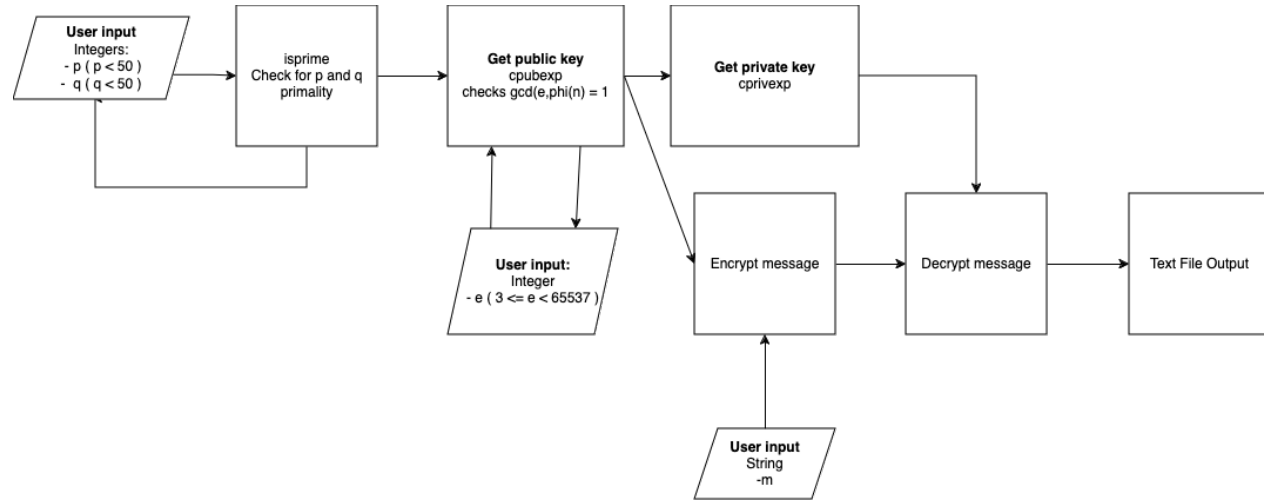 User input
Integers:
- p ( p < 50 )
- q ( q < 50 )
isprime
Check for p and q
primality
Get public key
cpubexp
checks gcd(e,phi(n) = 1
Get private key
cprivexp
User input:
Integer
- e ( 3 <= e < 65537 )
Encrypt message
Decrypt message
Text File Output
User input
String
-m